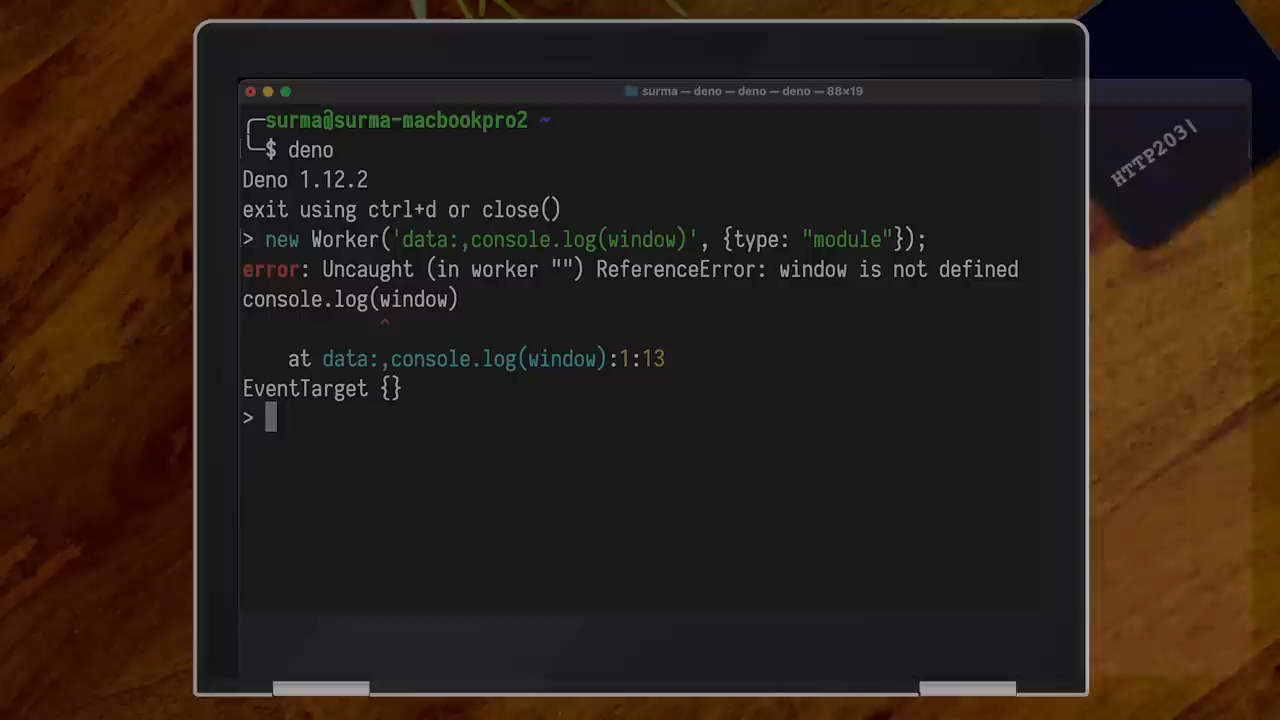 surma — deno — deno — deno — 88×19
surma@surma-macbookpro2 ~
$ deno
Deno 1.12.2
exit using ctrl+d or close()
> new Worker('data:,console.log(window)', {type: "module"});
error: Uncaught (in worker "") ReferenceError: window is not defined
console.log(window)
^
at data:,console.log(window):1:13
EventTarget {}
>
HTTP203|